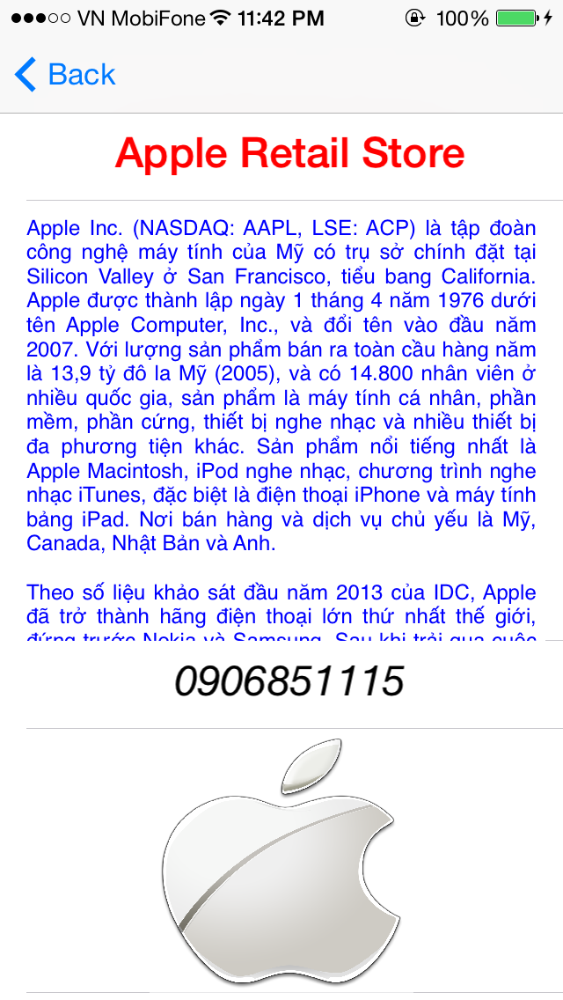 VN MobiFone 11:42 PM 100%
Back
Apple Retail Store
Apple Inc. (NASDAQ: AAPL, LSE: ACP) là tập đoàn
công nghệ máy tính của Mỹ có trụ sở chính đặt tại
Silicon Valley ở San Francisco, tiểu bang California.
Apple được thành lập ngày 1 tháng 4 năm 1976 dưới
tên Apple Computer, Inc., và đổi tên vào đầu năm
2007. Với lượng sản phẩm bán ra toàn cầu hàng năm
là 13,9 tỷ đô la Mỹ (2005), và có 14.800 nhân viên ở
nhiều quốc gia, sản phẩm là máy tính cá nhân, phần
mềm, phần cứng, thiết bị nghe nhạc và nhiều thiết bị
đa phương tiện khác. Sản phẩm nổi tiếng nhất là
Apple Macintosh, iPod nghe nhạc, chương trình nghe
nhạc iTunes, đặc biệt là điện thoại iPhone và máy tính
bảng iPad. Nơi bán hàng và dịch vụ chủ yếu là Mỹ,
Canada, Nhật Bản và Anh.
Theo số liệu khảo sát đầu năm 2013 của IDC, Apple
đã trở thành hãng điện thoại lớn thứ nhất thế giới,
đứng trước Nokia và Samsung. Sau khi trải qua cuộc
0906851115